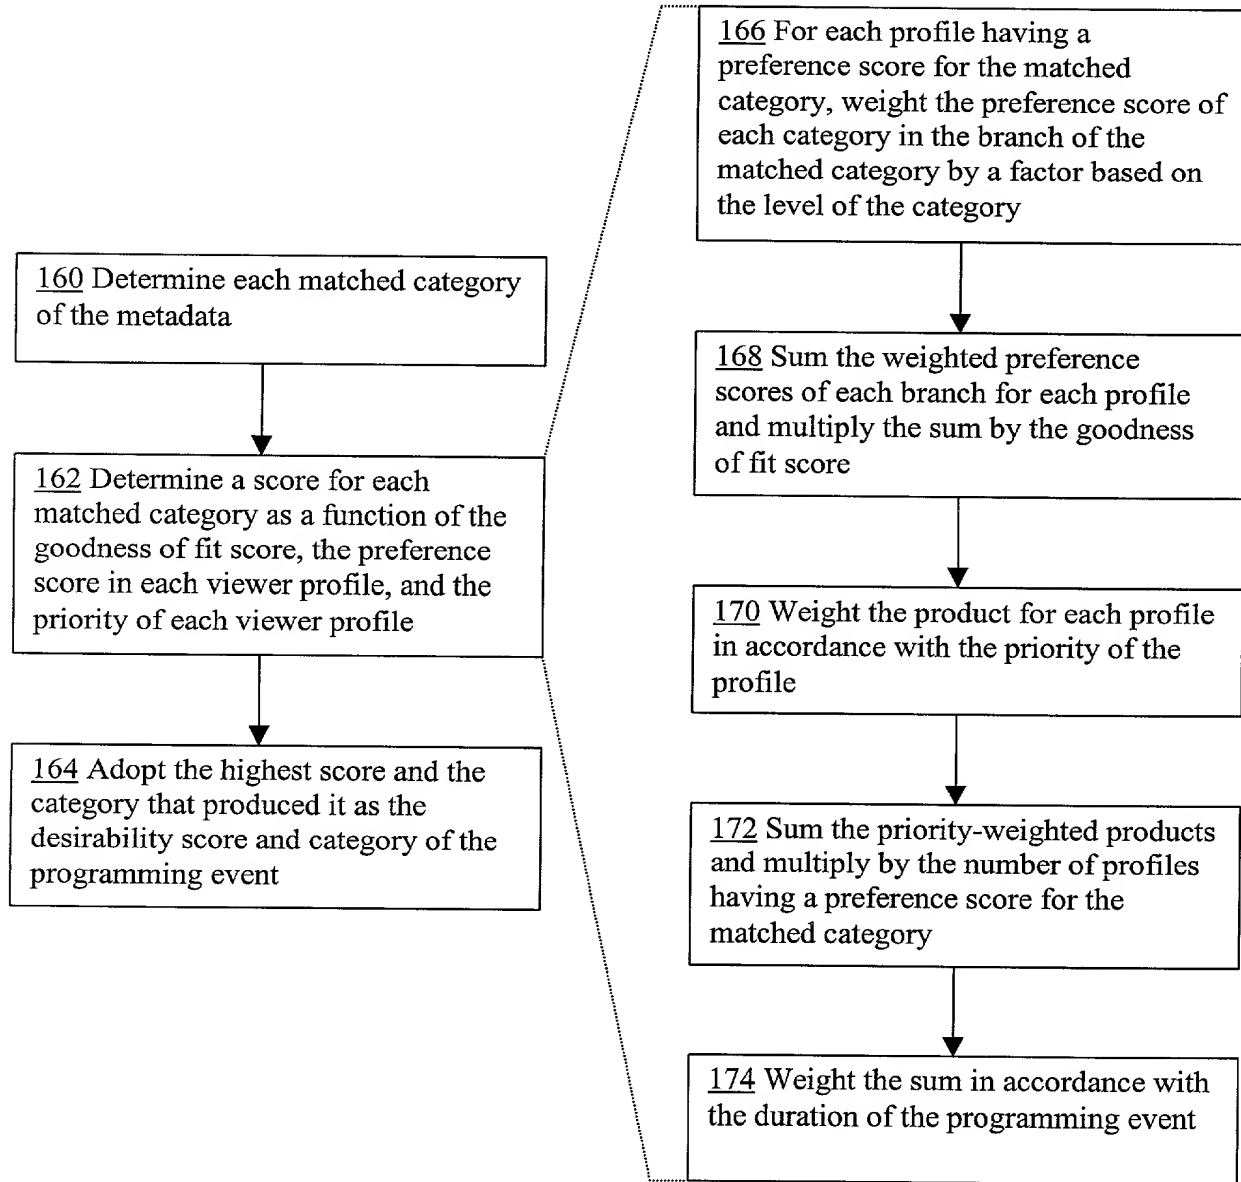 160 Determine each matched category
of the metadata
162 Determine a score for each
matched category as a function of the
goodness of fit score, the preference
score in each viewer profile, and the
priority of each viewer profile
164 Adopt the highest score and the
category that produced it as the
desirability score and category of the
programming event
166 For each profile having a
preference score for the matched
category, weight the preference score of
each category in the branch of the
matched category by a factor based on
the level of the category
168 Sum the weighted preference
scores of each branch for each profile
and multiply the sum by the goodness
of fit score
170 Weight the product for each profile
in accordance with the priority of the
profile
172 Sum the priority-weighted products
and multiply by the number of profiles
having a preference score for the
matched category
174 Weight the sum in accordance with
the duration of the programming event